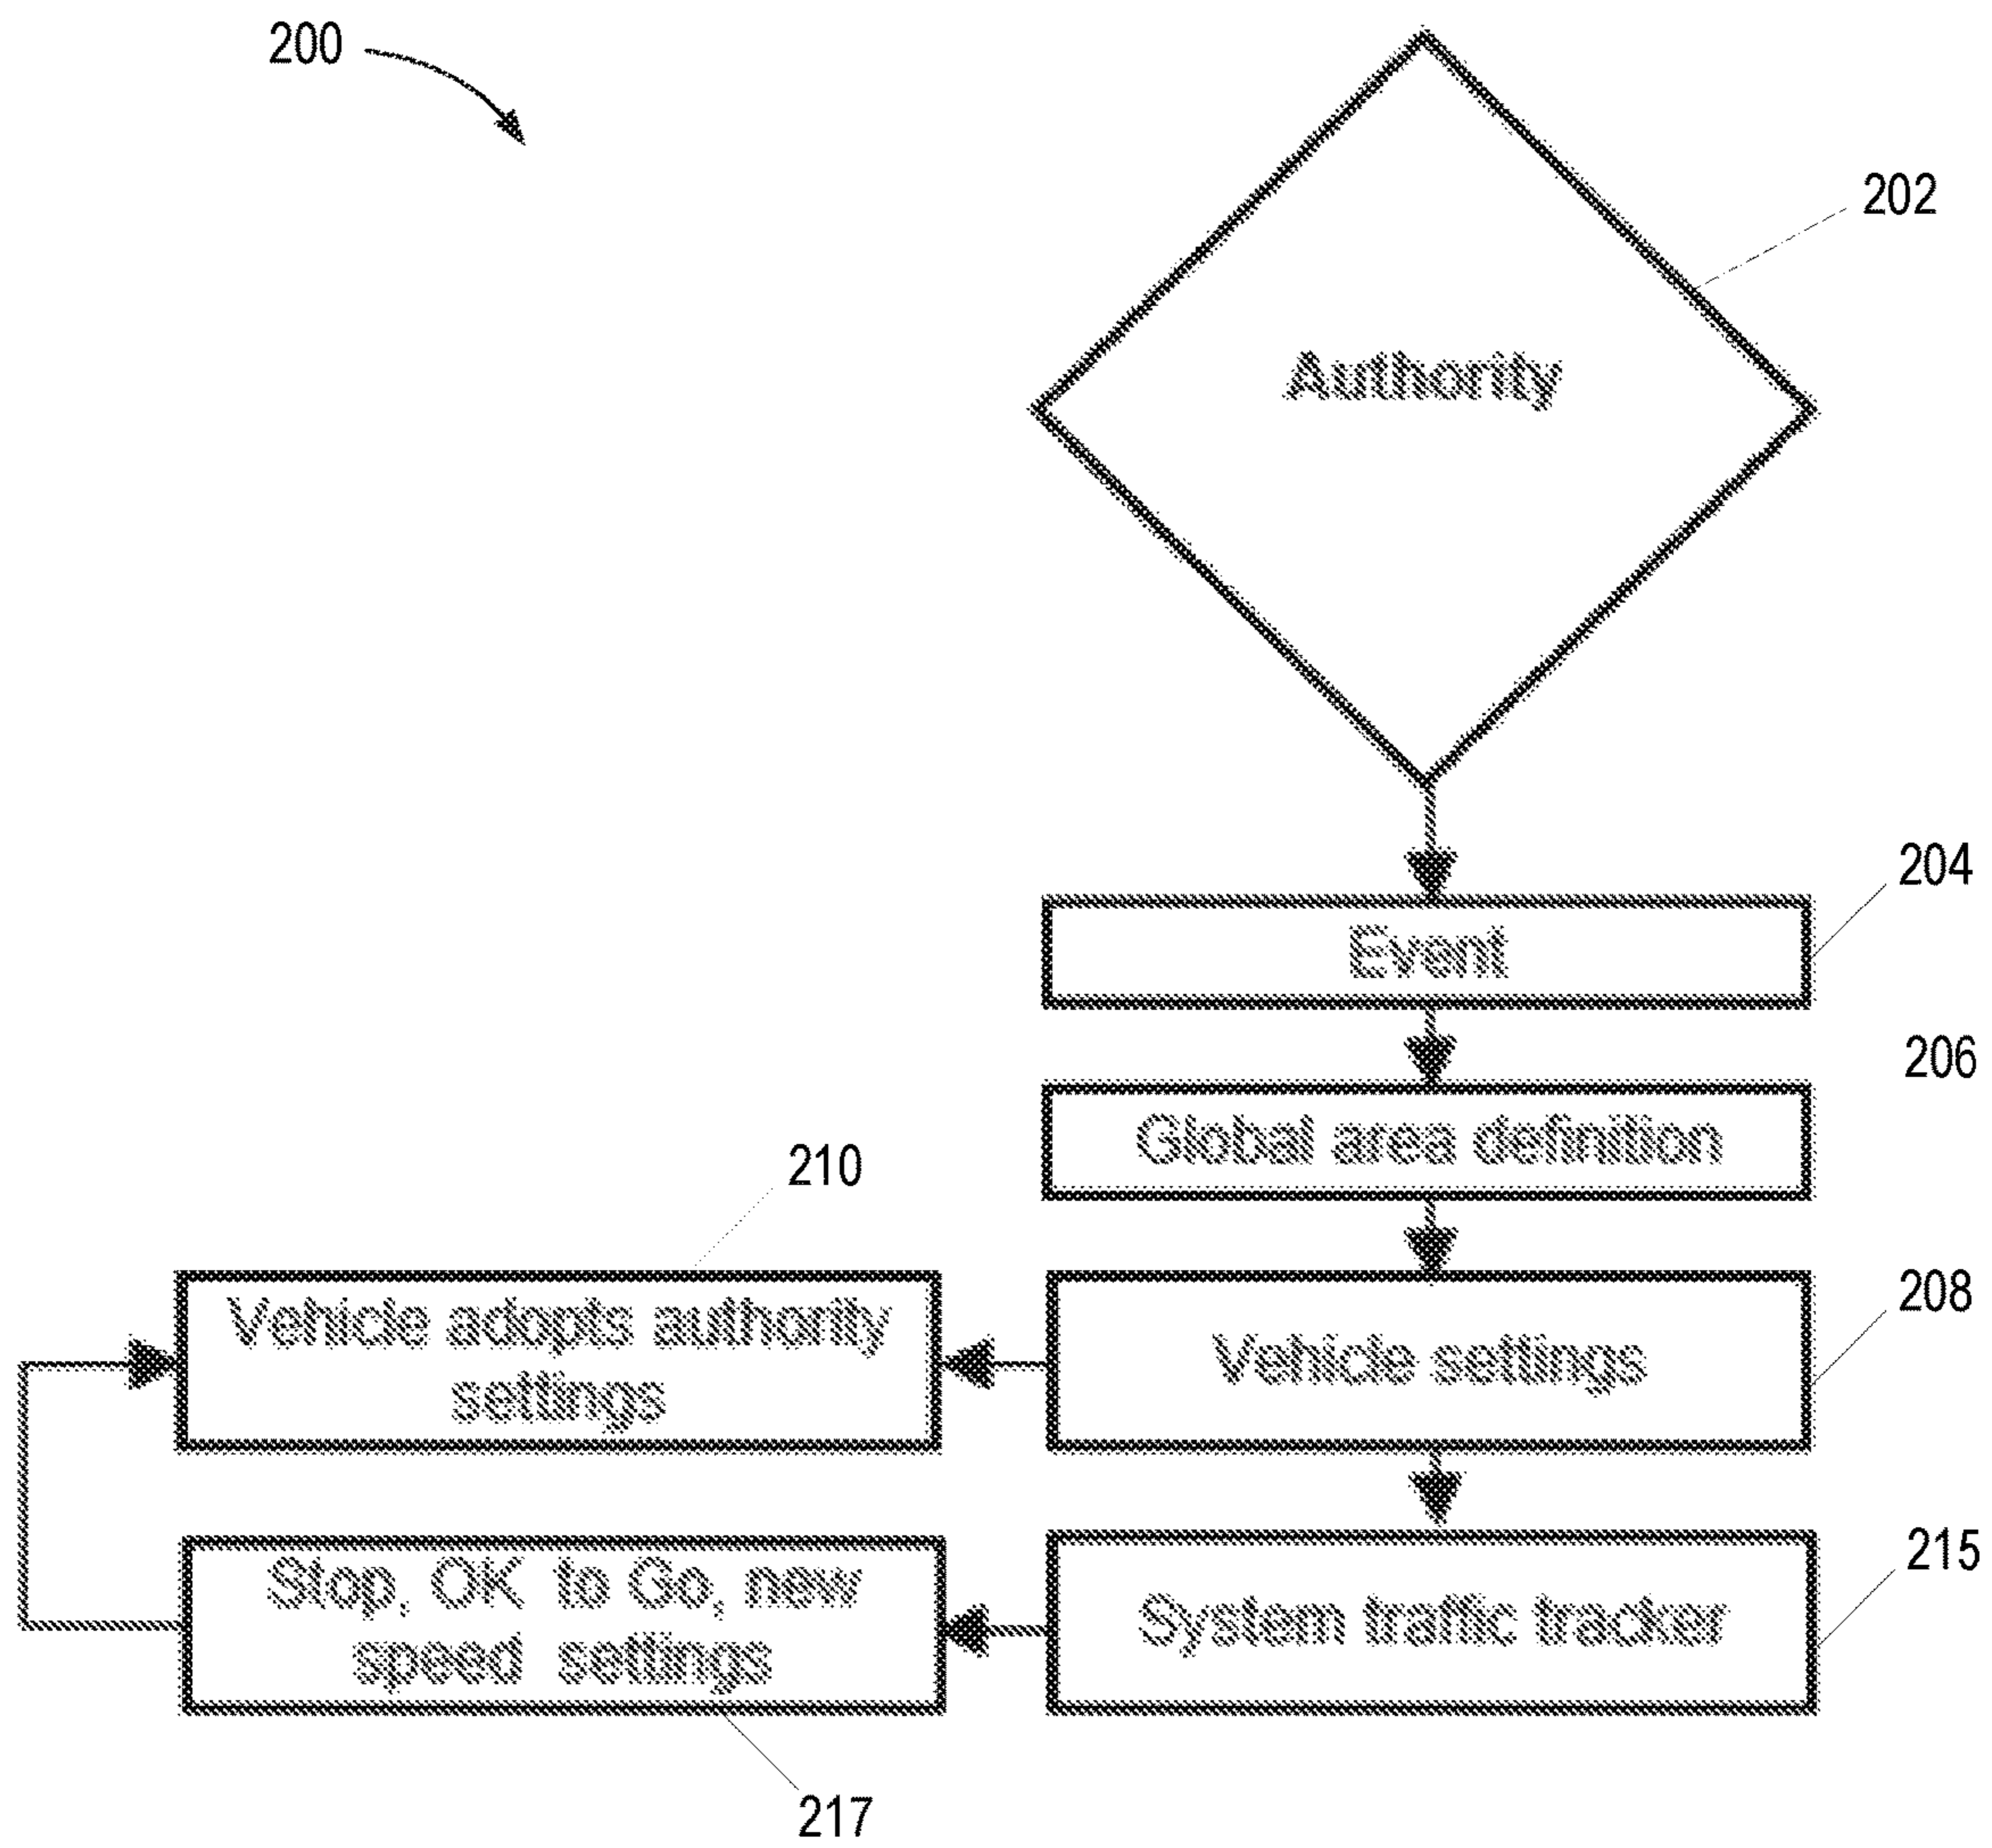 200
202
Authority
204
Event
206
Global area definition
210
208
Vehicle adopts authority
settings
Vehicle settings
215
Stop, OK to Go, new
speed settings
System traffic tracker
217